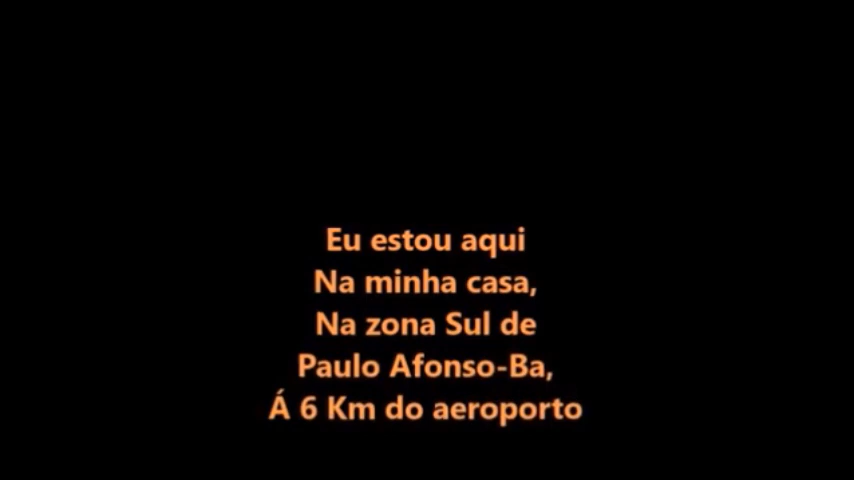 Eu estou aqui
Na minha casa,
Na zona Sul de
Paulo Afonso-Ba,
Á 6 Km do aeroporto